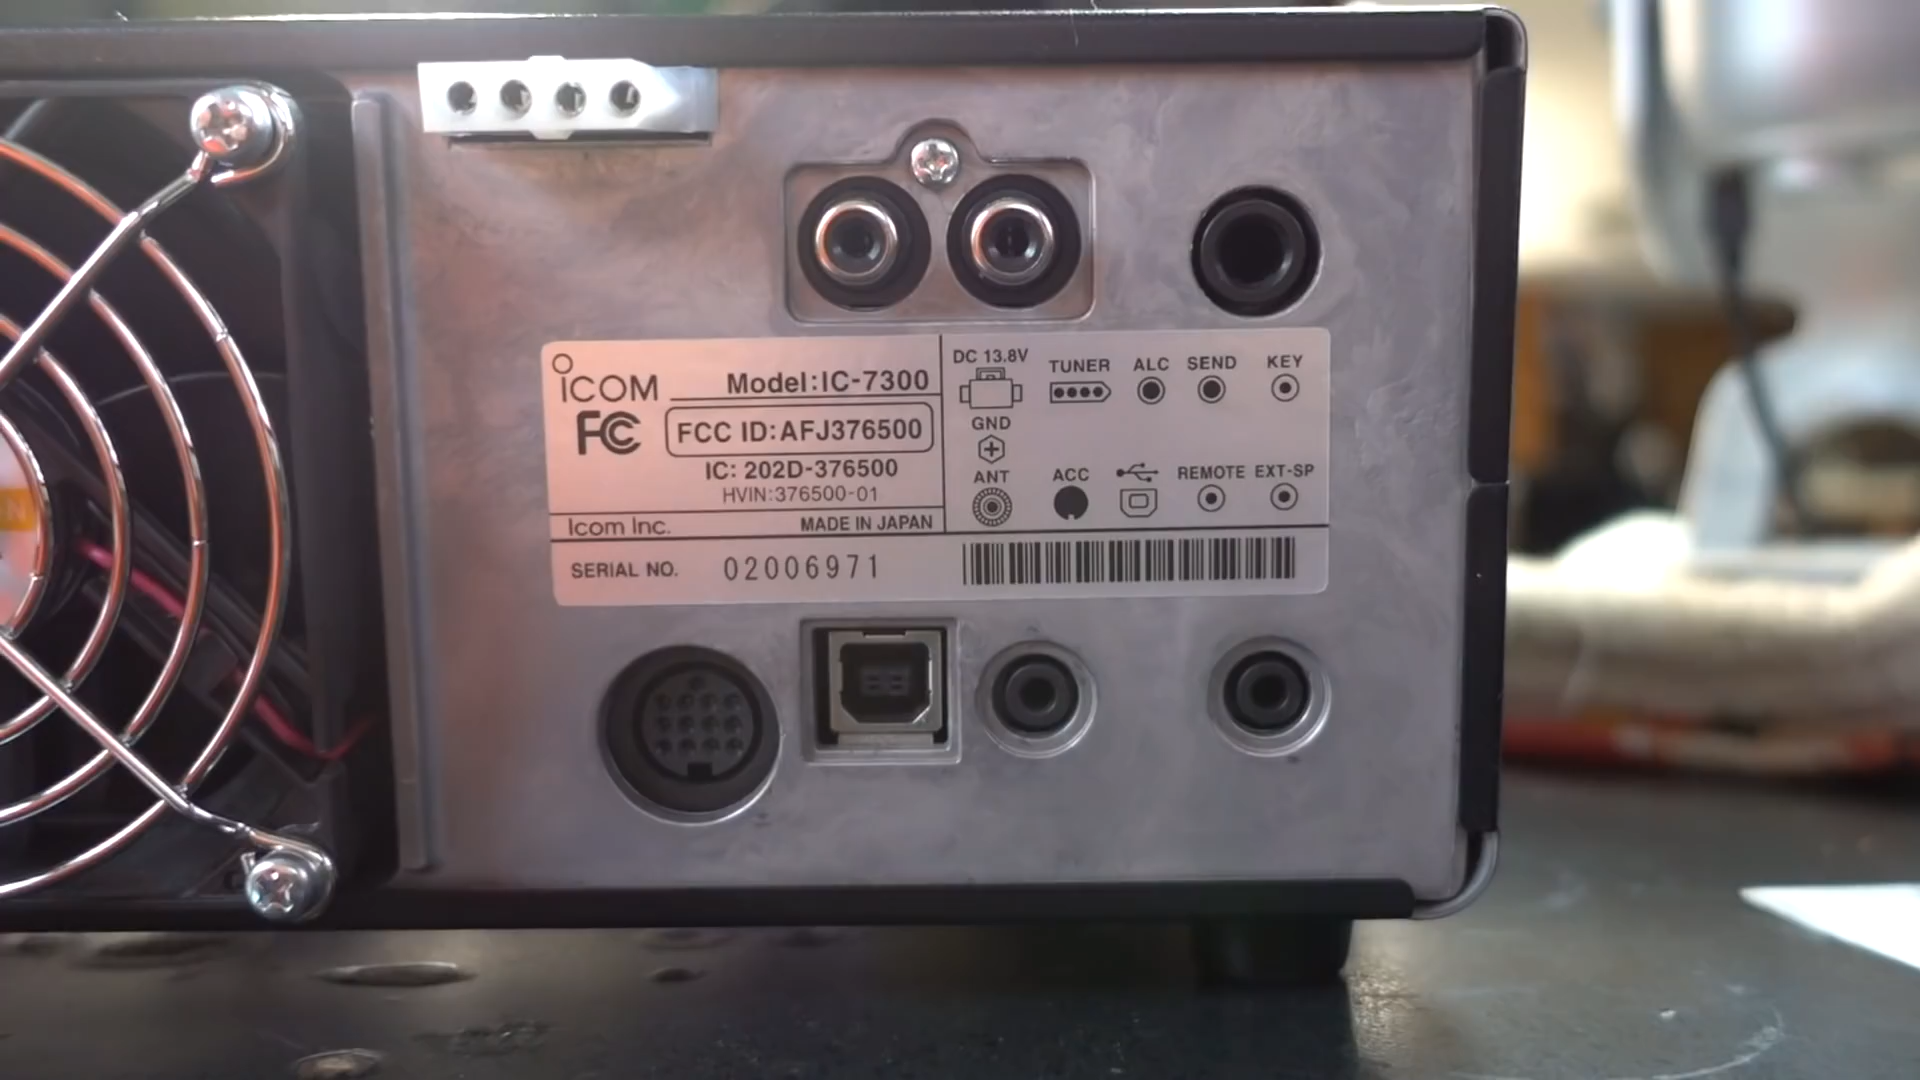 ICOM
Model:IC-7300
FC
FCC ID:AFJ376500
IC: 202D-376500
HVIN:376500-01
Icom Inc. MADE IN JAPAN
DC 13.8V TUNER ALC SEND KEY
GND
ANT ACC REMOTE EXT-SP
SERIAL NO. 02006971
N